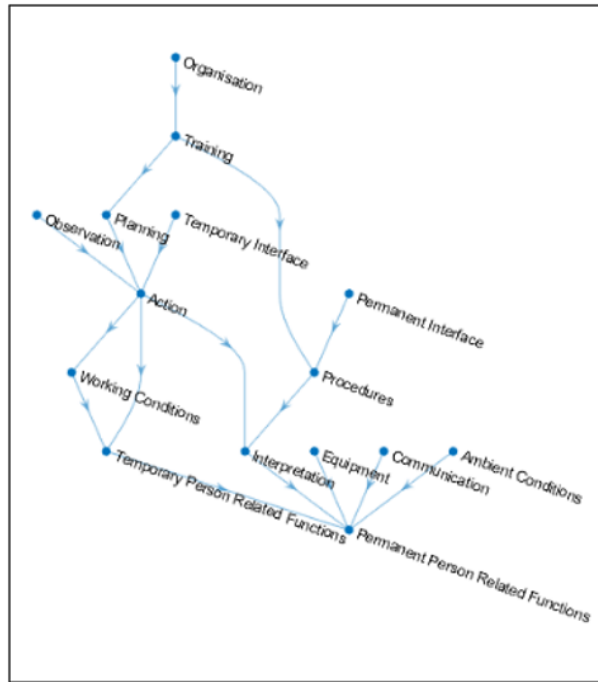 Organisation
Training
Observation
Planning
Temporary Interface
Action
Permanent Interface
Working Conditions
Procedures
Temporary Person Related Functions
Interpretation
Equipment
Communication
Ambient Conditions
Permanent Person Related Functions